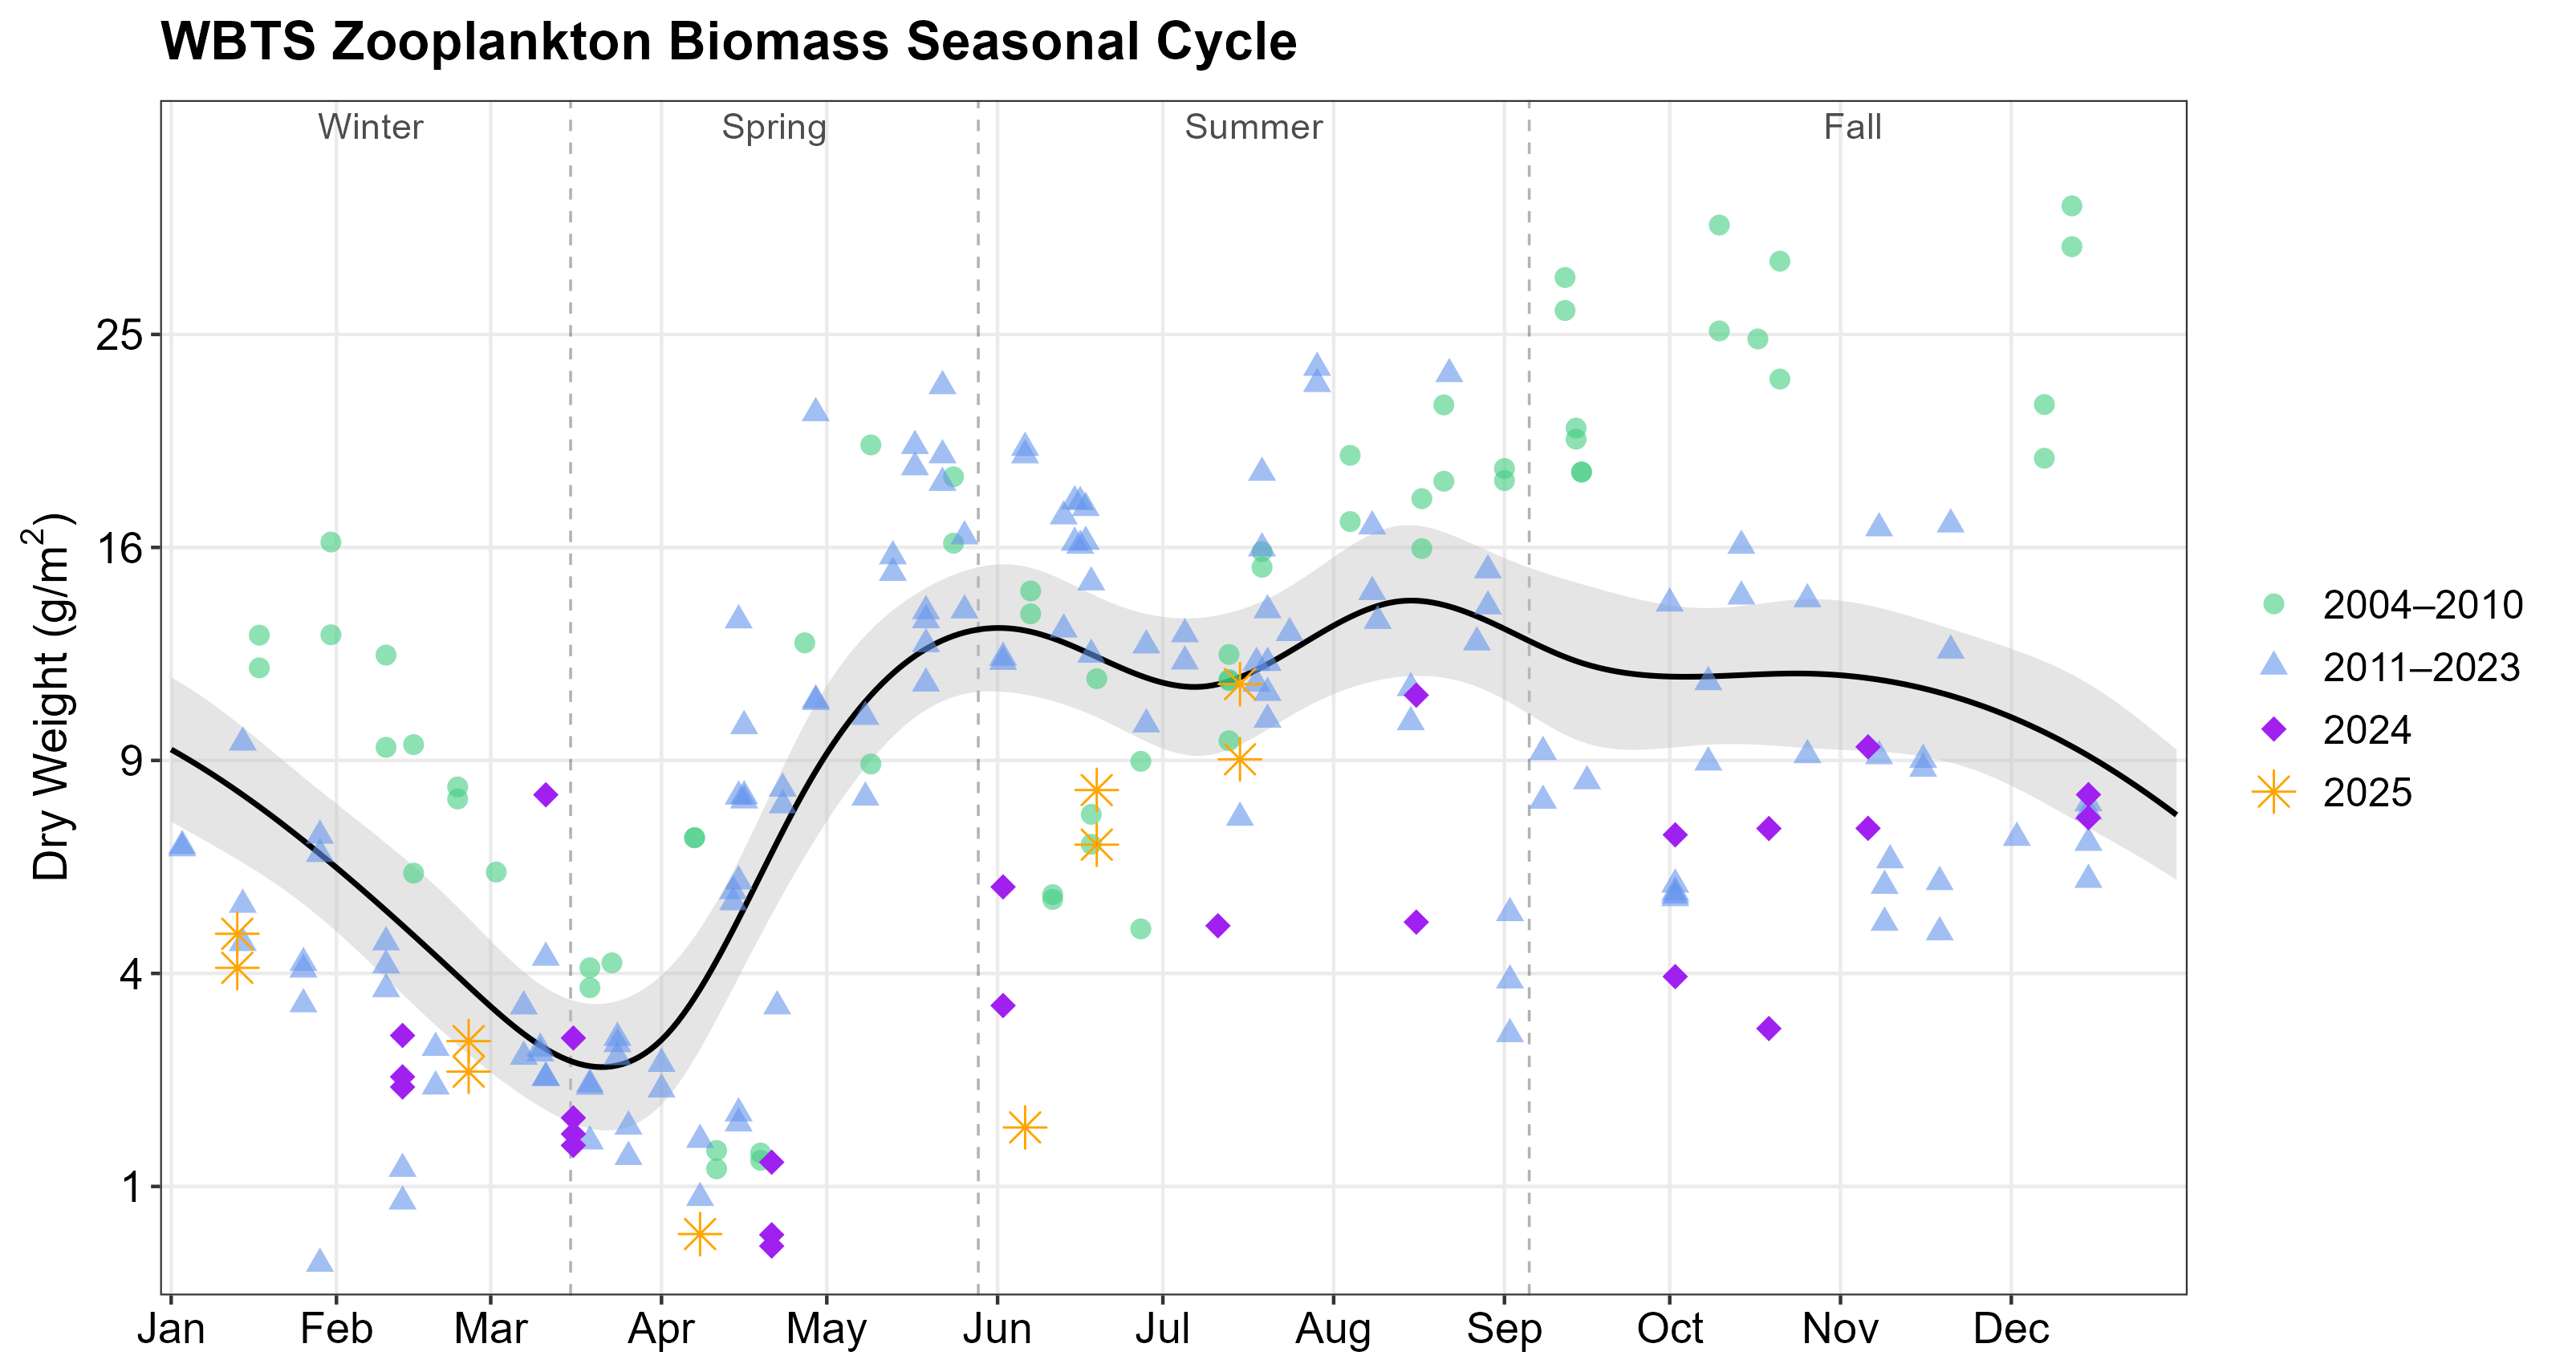 WBTS Zooplankton Biomass Seasonal Cycle
Winter Spring Summer Fall
Dry Weight (g/m²)
25
16
9
4
1
Jan Feb Mar Apr May Jun Jul Aug Sep Oct Nov Dec
2004–2010
2011–2023
2024
2025